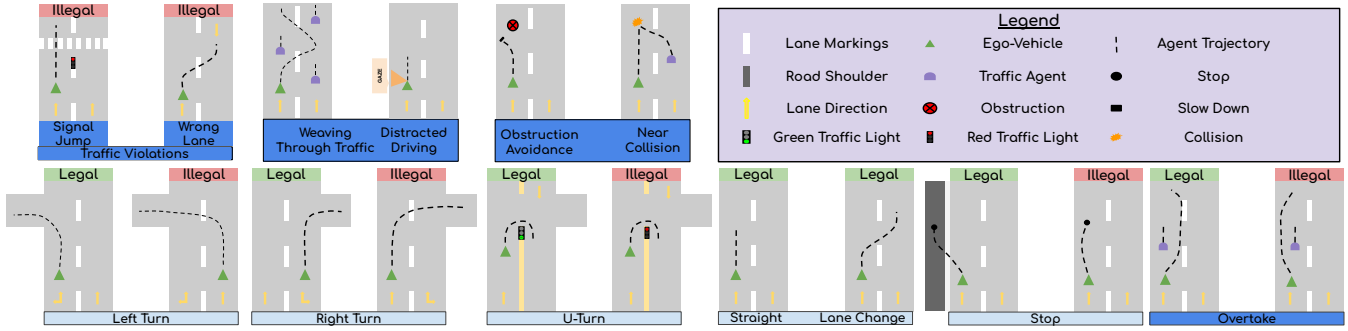 Illegal
Illegal
Signal
Jump
Wrong
Lane
Traffic Violations
GAZE
Weaving
Through Traffic
Distracted
Driving
Obstruction
Avoidance
Near
Collision
Legend
Lane Markings
Ego-Vehicle
Agent Trajectory
Road Shoulder
Traffic Agent
Stop
Lane Direction
Obstruction
Slow Down
Green Traffic Light
Red Traffic Light
Collision
Legal
Illegal
Left Turn
Legal
Illegal
Right Turn
Legal
Illegal
U-Turn
Legal
Straight
Lane Change
Legal
Illegal
Stop
Legal
Illegal
Overtake